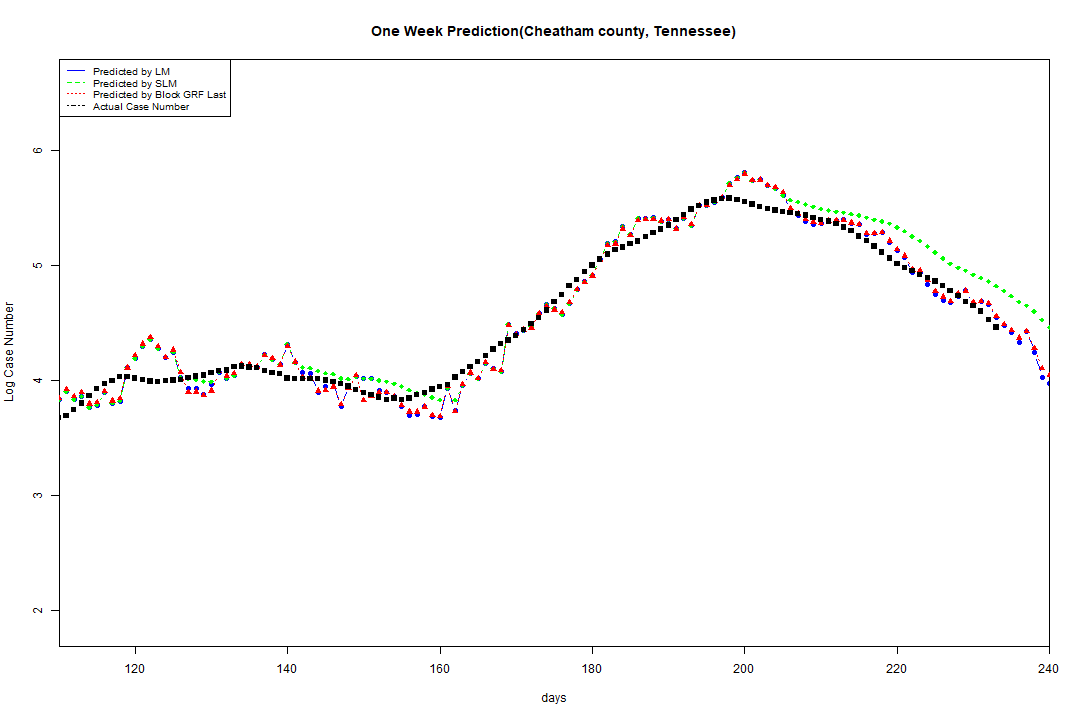 One Week Prediction(Cheatham county, Tennessee)
Predicted by LM
Predicted by SLM
Predicted by Block GRF Last
Actual Case Number
Log Case Number
6
5
4
3
2
120 140 160 180 200 220 240
days